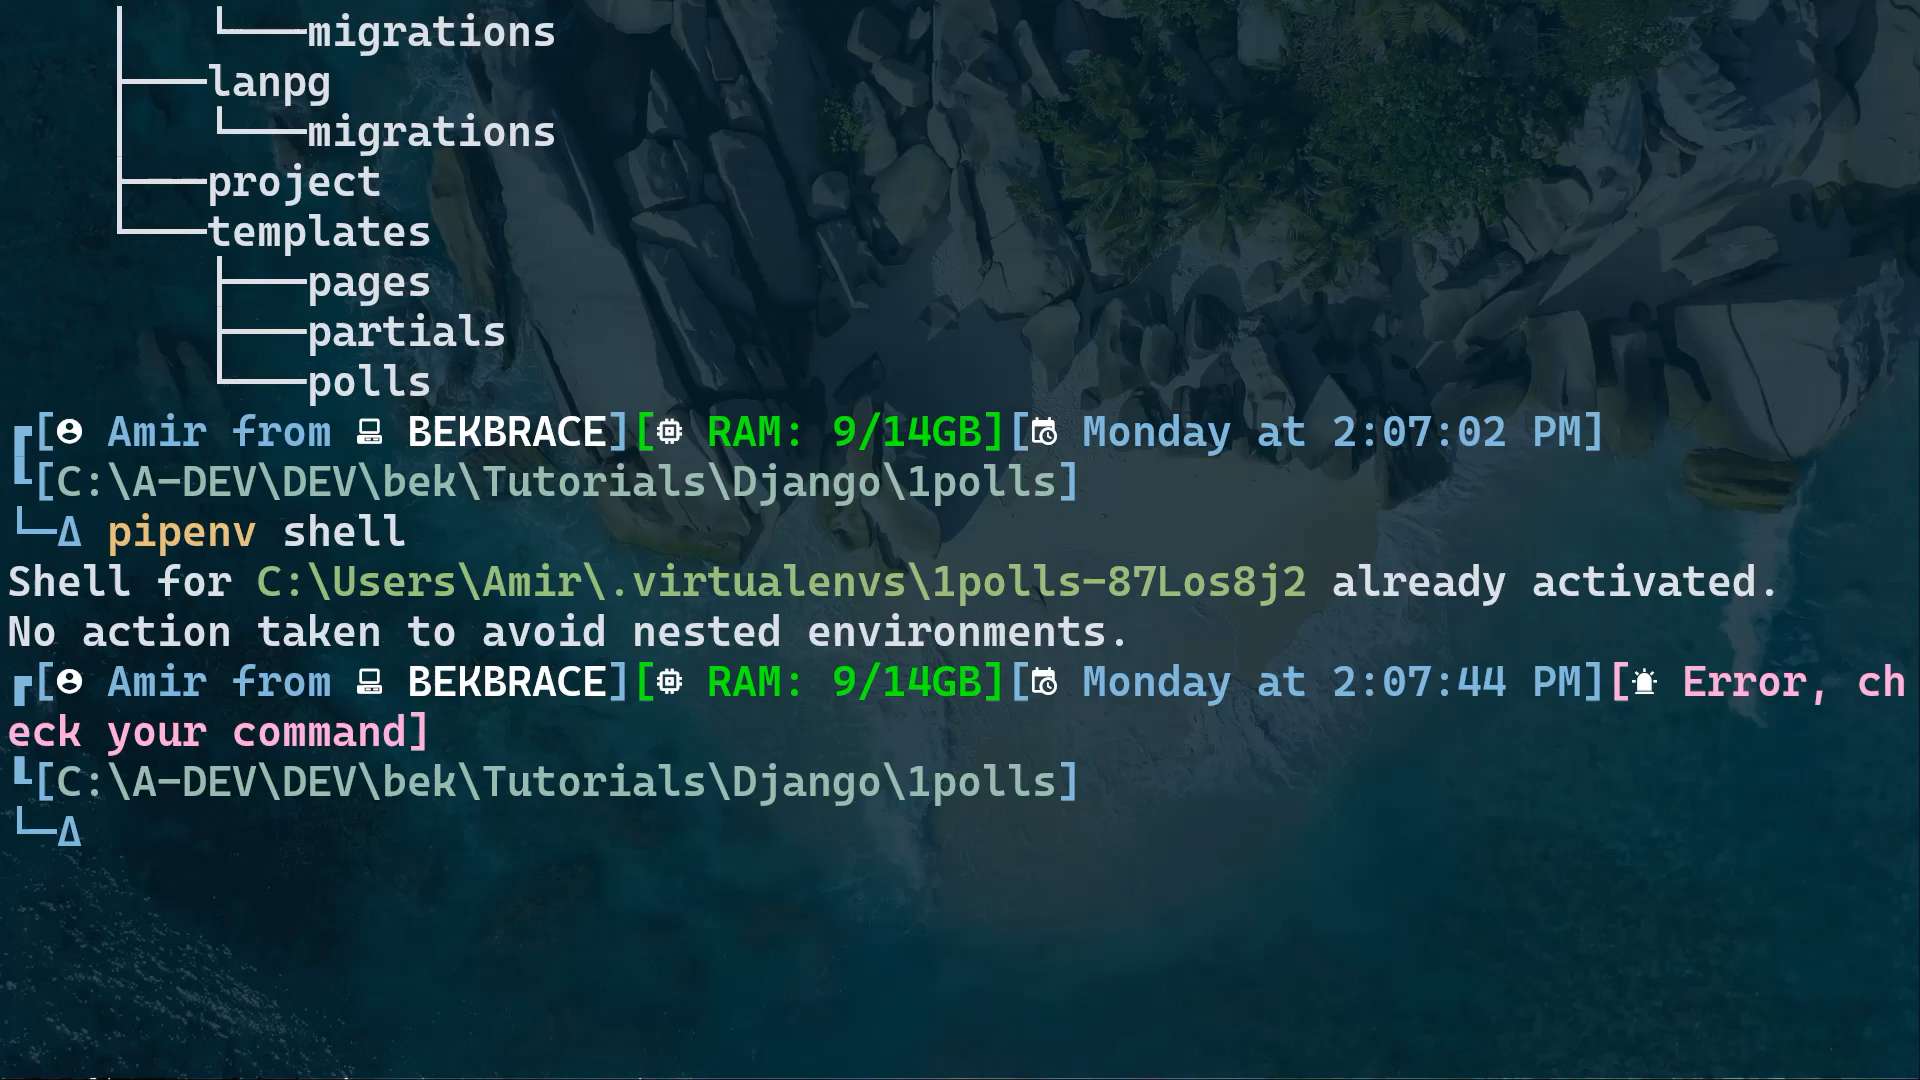 └───migrations
├───lanpg
│   └───migrations
├───project
└───templates
├───pages
├───partials
└───polls
┏[ Amir from  BEKBRACE][ RAM: 9/14GB][ Monday at 2:07:02 PM]
┖[C:\A-DEV\DEV\bek\Tutorials\Django\1polls]
└─Δ pipenv shell
Shell for C:\Users\Amir\.virtualenvs\1polls-87Los8j2 already activated.
No action taken to avoid nested environments.
┏[ Amir from  BEKBRACE][ RAM: 9/14GB][ Monday at 2:07:44 PM][ Error, ch
eck your command]
┖[C:\A-DEV\DEV\bek\Tutorials\Django\1polls]
└─Δ